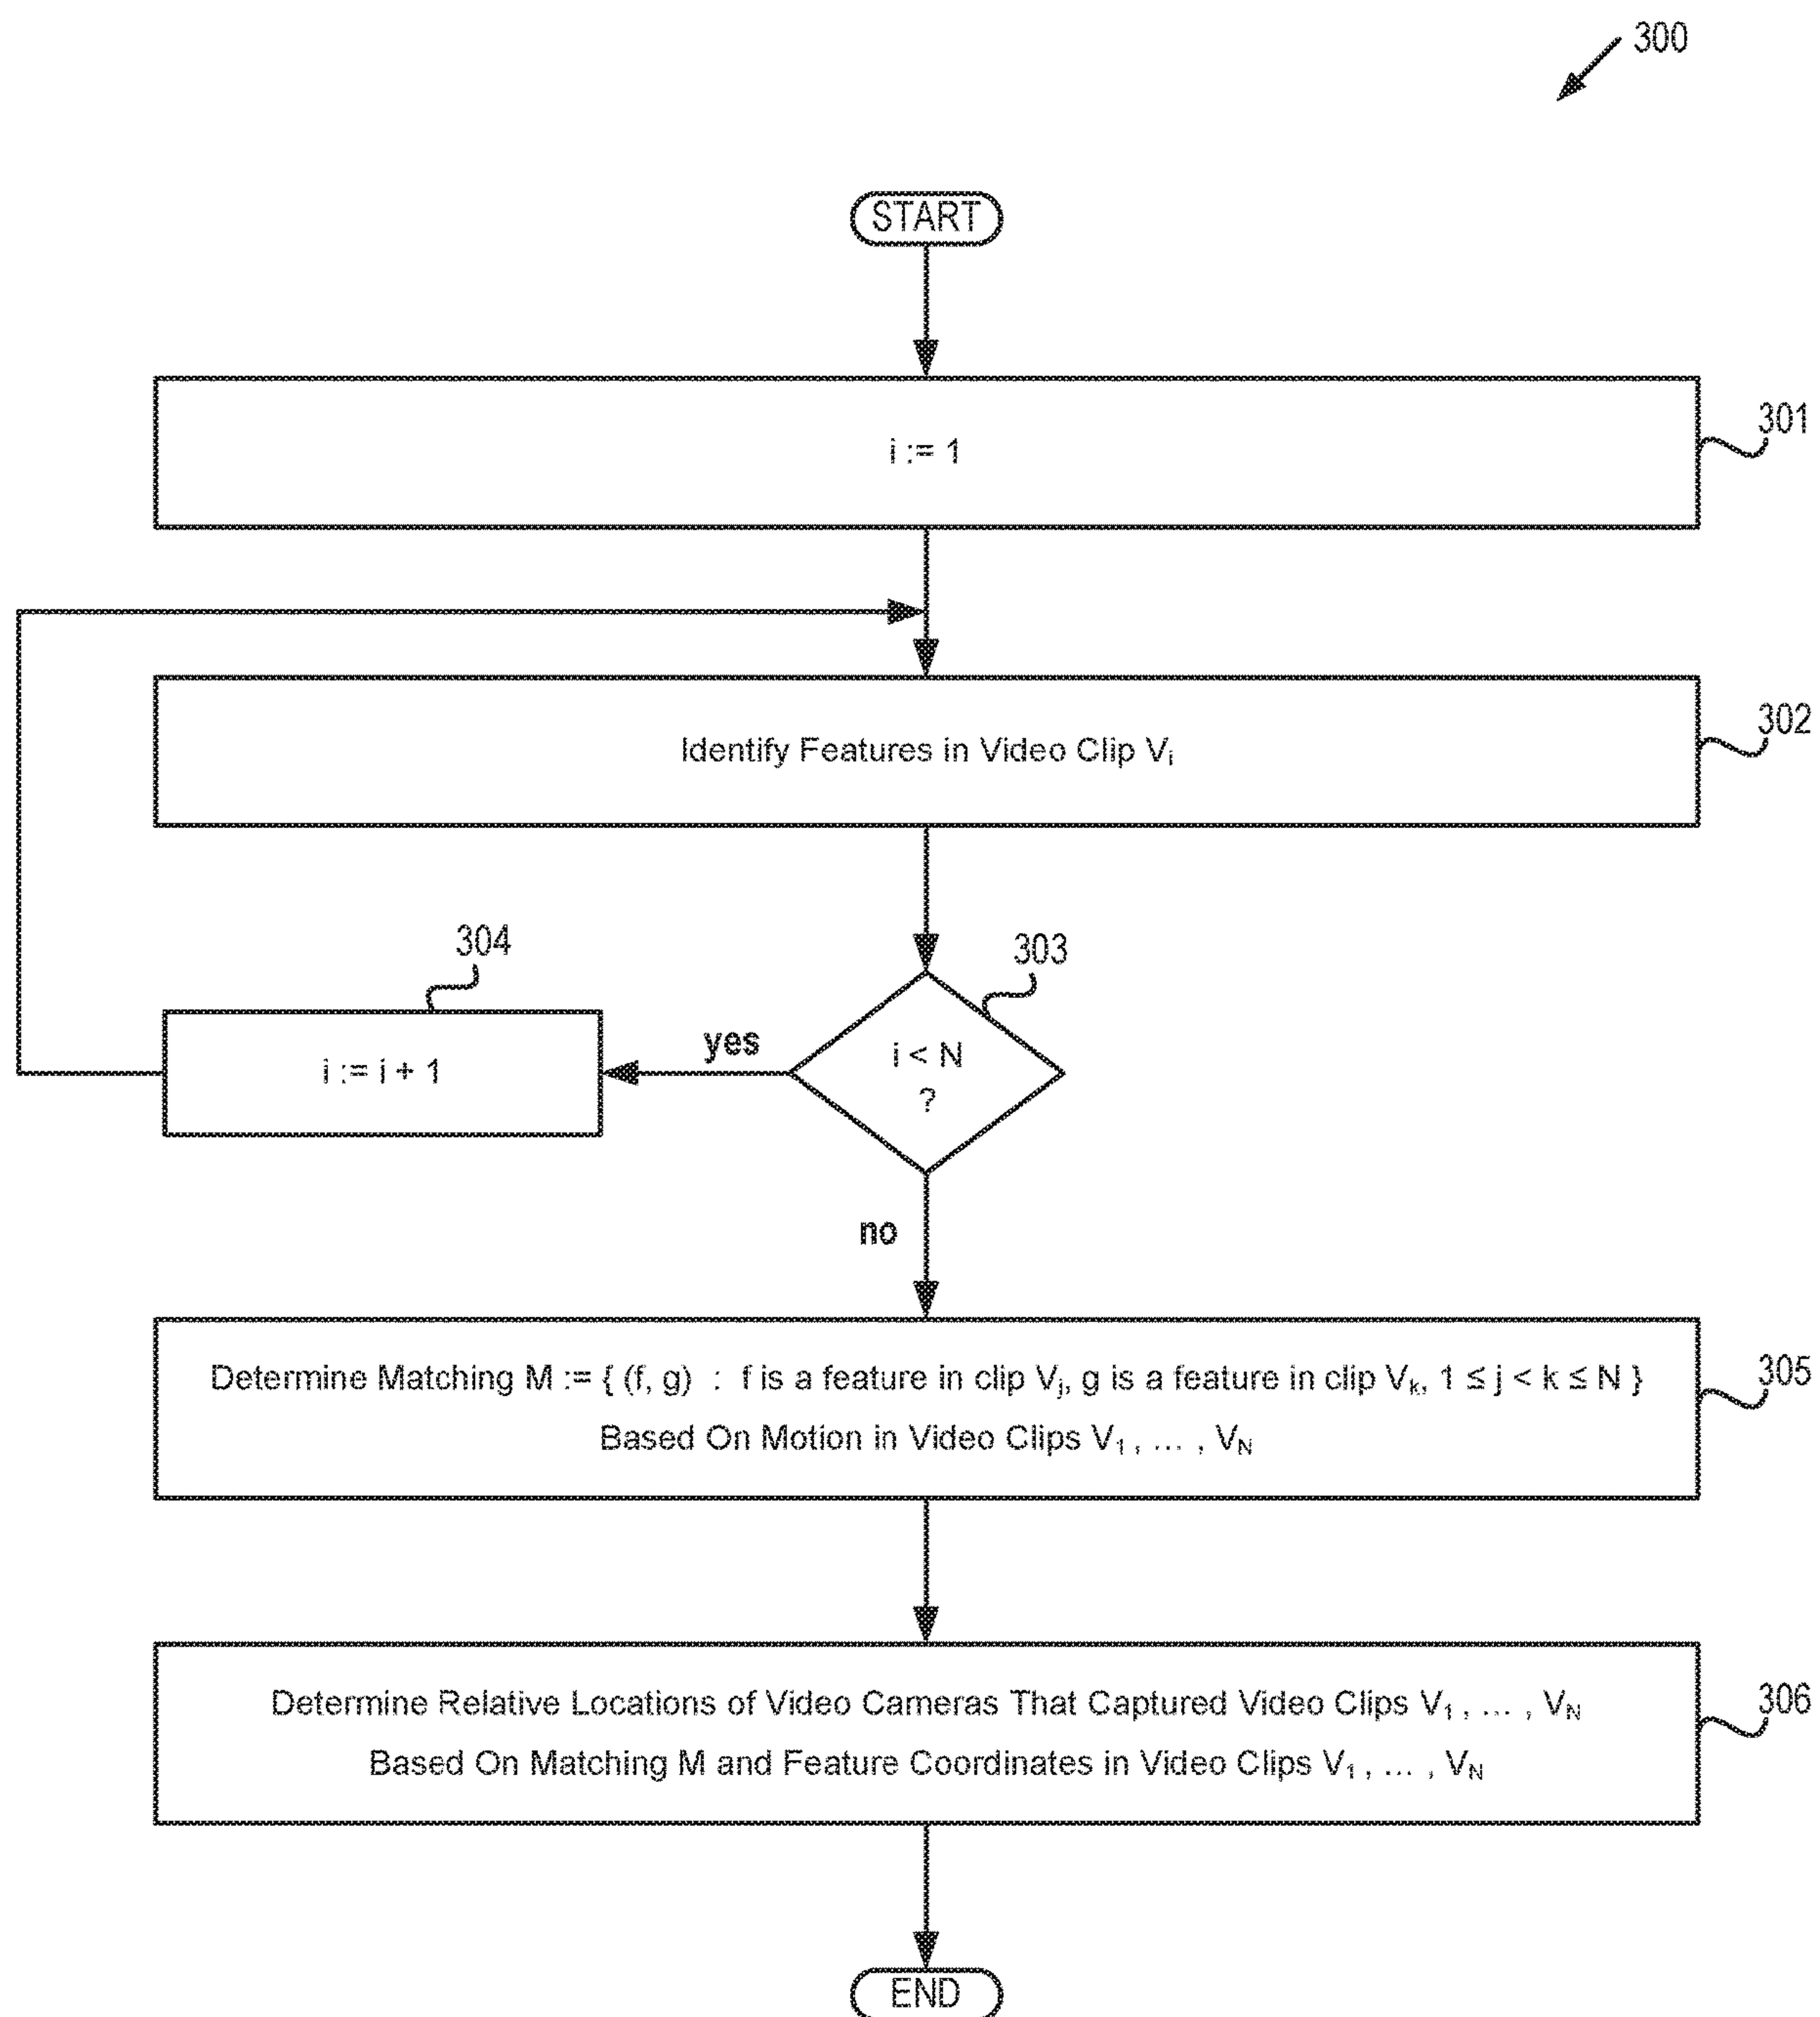 300
START
301
i := 1
302
Identify Features in Video Clip Vᵢ
304
303
yes
i < N
?
i := i + 1
no
305
Determine Matching M := { (f, g) : f is a feature in clip Vⱼ, g is a feature in clip Vₖ, 1 ≤ j < k ≤ N }
Based On Motion in Video Clips V₁ , ... , V_N
306
Determine Relative Locations of Video Cameras That Captured Video Clips V₁ , ... , V_N
Based On Matching M and Feature Coordinates in Video Clips V₁ , ... , V_N
END